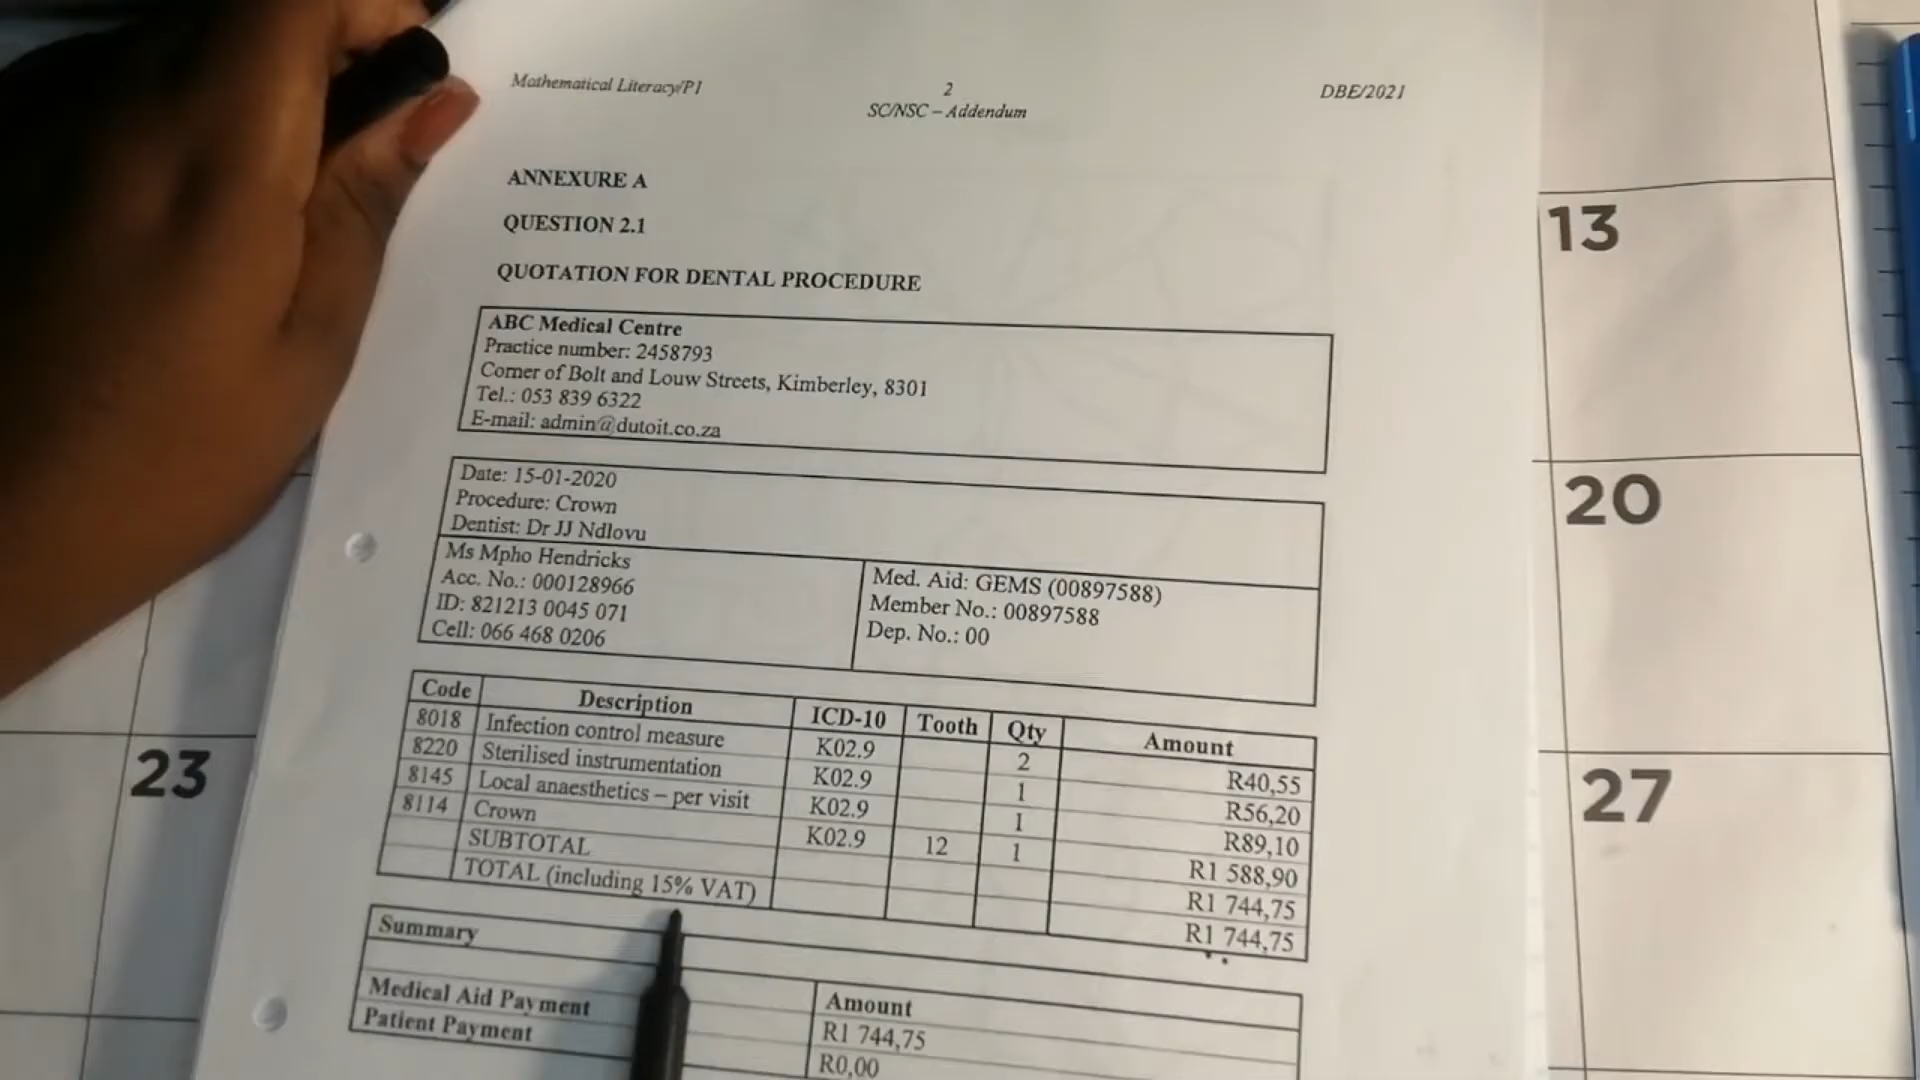 Mathematical Literacy/P1 2 DBE/2021
SC/NSC – Addendum
ANNEXURE A
QUESTION 2.1
QUOTATION FOR DENTAL PROCEDURE
ABC Medical Centre
Practice number: 2458793
Corner of Bolt and Louw Streets, Kimberley, 8301
Tel.: 053 839 6322
E-mail: admin@dutoit.co.za
Date: 15-01-2020
Procedure: Crown
Dentist: Dr JJ Ndlovu
Ms Mpho Hendricks
Acc. No.: 000128966
ID: 821213 0045 071
Cell: 066 468 0206
Med. Aid: GEMS (00897588)
Member No.: 00897588
Dep. No.: 00
Code Description ICD-10 Tooth Qty Amount
8018 Infection control measure K02.9 2 R40,55
8220 Sterilised instrumentation K02.9 1 R56,20
8145 Local anaesthetics – per visit K02.9 1 R89,10
8114 Crown K02.9 12 1 R1 588,90
SUBTOTAL R1 744,75
TOTAL (including 15% VAT) R1 744,75
Summary
Amount
Medical Aid Payment R1 744,75
Patient Payment R0,00
13
20
23
27